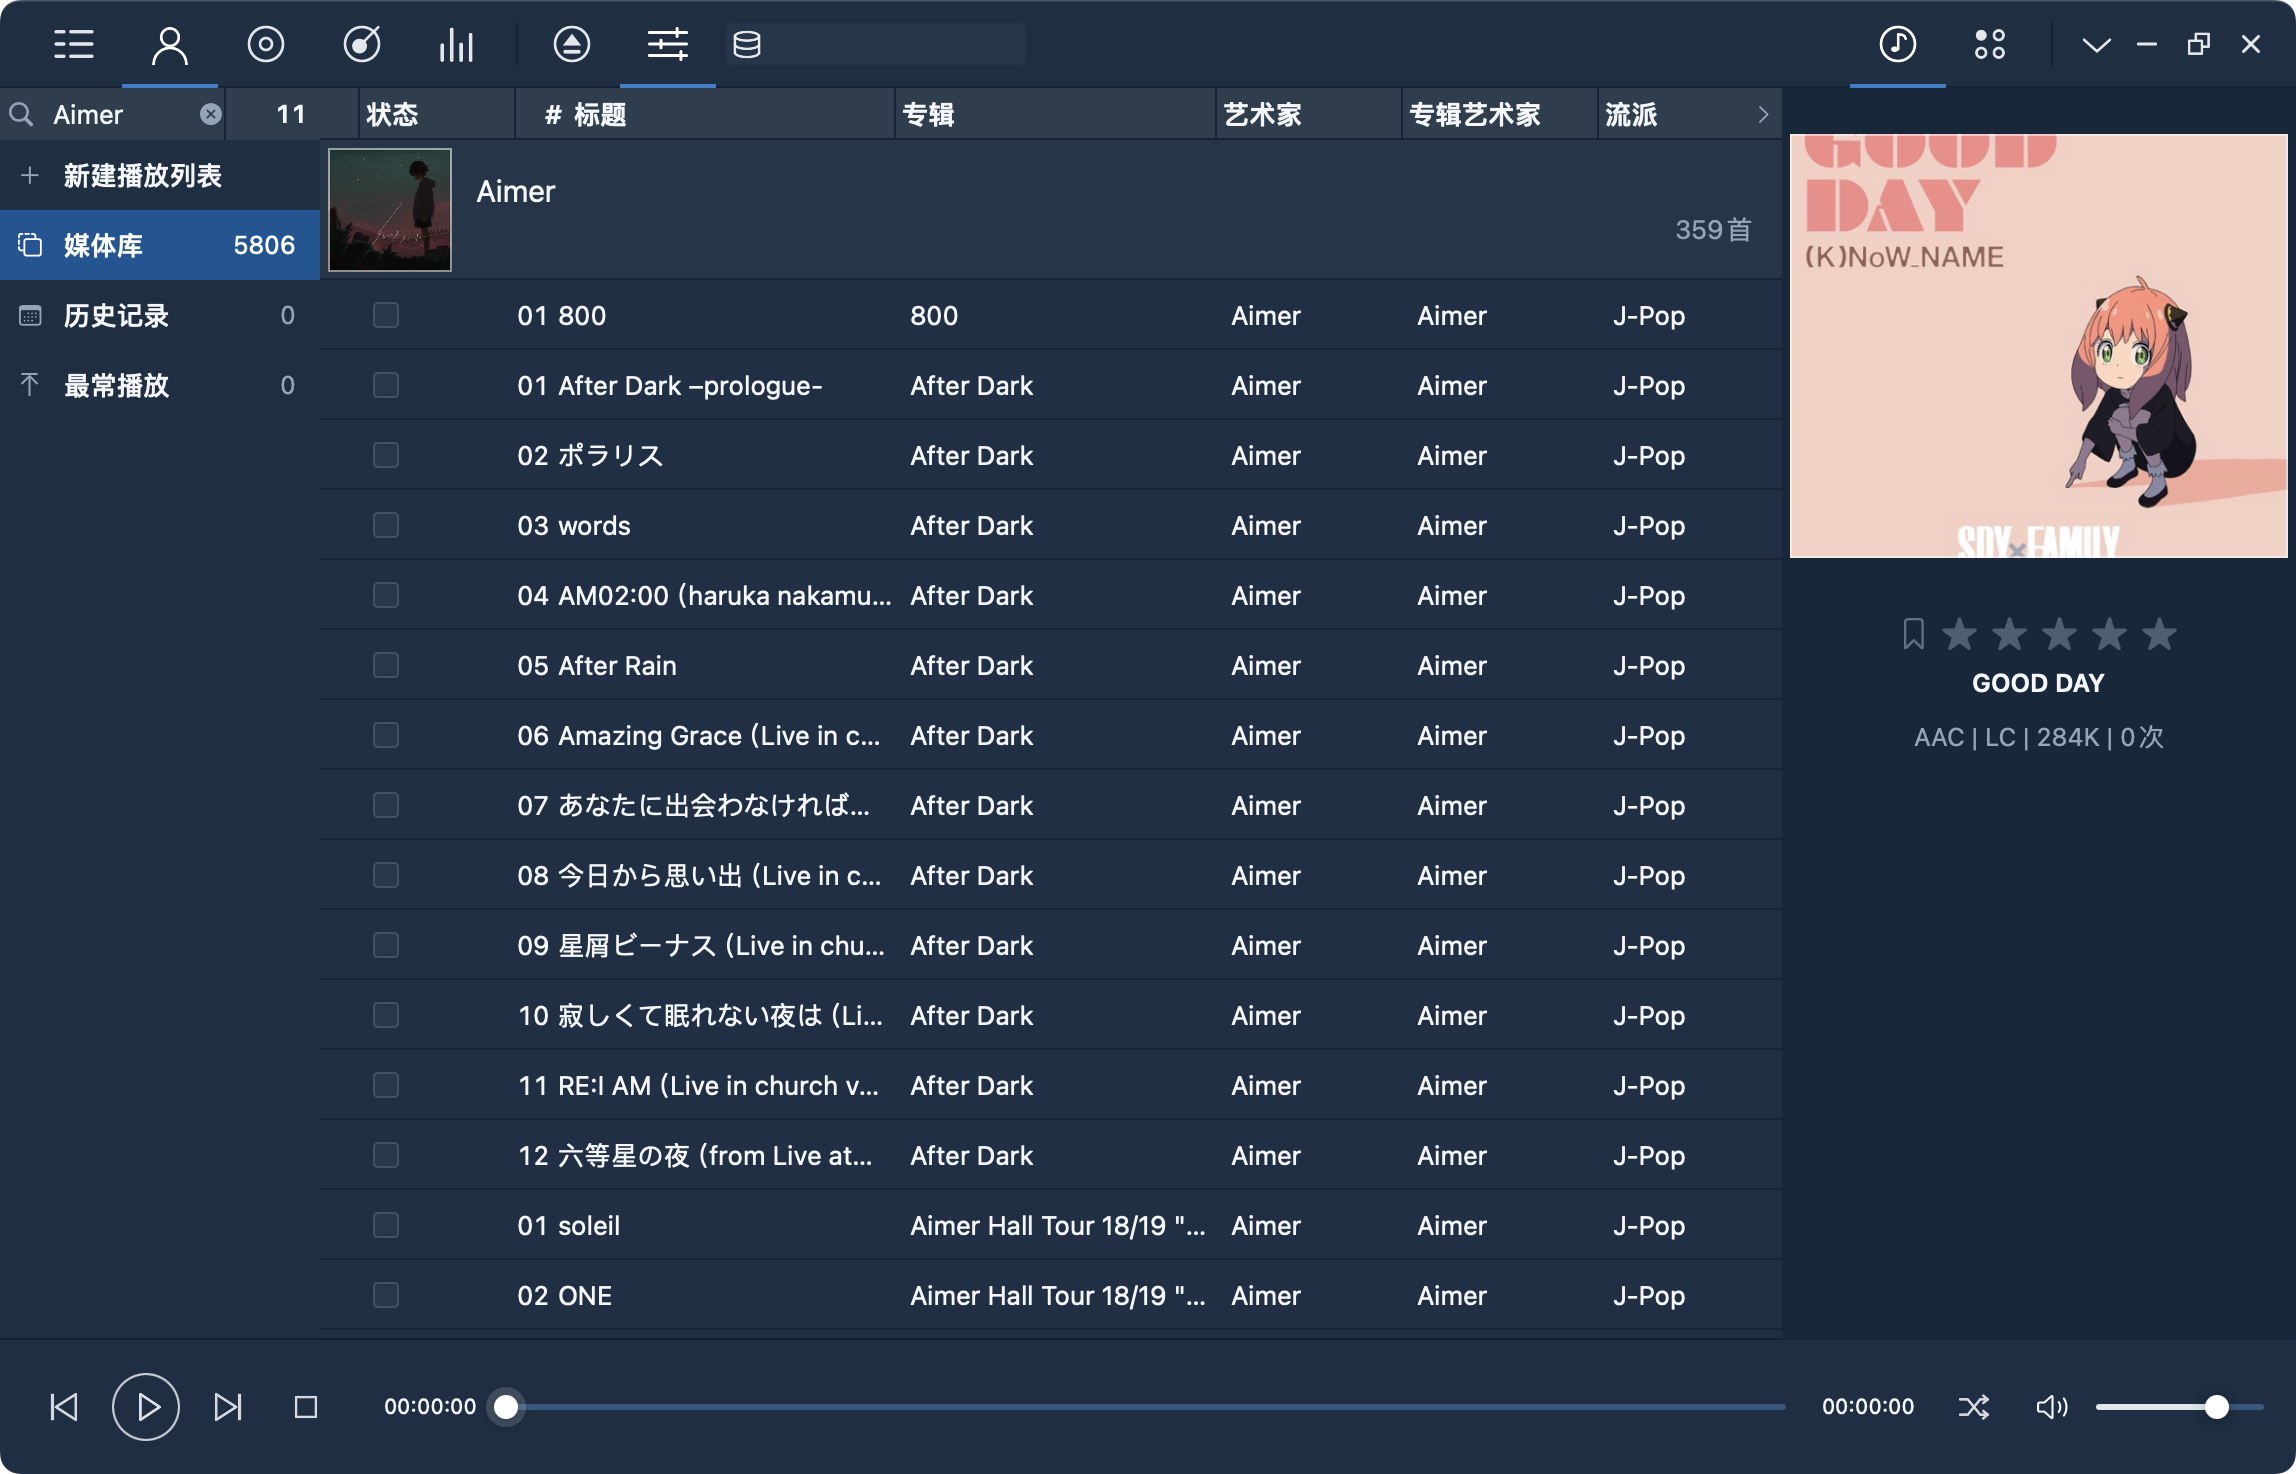 Aimer
11
状态
# 标题
专辑
艺术家
专辑艺术家
流派
新建播放列表
媒体库 5806
历史记录 0
最常播放 0
Aimer
359首
01 800 800 Aimer Aimer J-Pop
01 After Dark –prologue- After Dark Aimer Aimer J-Pop
02 ポラリス After Dark Aimer Aimer J-Pop
03 words After Dark Aimer Aimer J-Pop
04 AM02:00 (haruka nakamu... After Dark Aimer Aimer J-Pop
05 After Rain After Dark Aimer Aimer J-Pop
06 Amazing Grace (Live in c... After Dark Aimer Aimer J-Pop
07 あなたに出会わなければ... After Dark Aimer Aimer J-Pop
08 今日から思い出 (Live in c... After Dark Aimer Aimer J-Pop
09 星屑ビーナス (Live in chu... After Dark Aimer Aimer J-Pop
10 寂しくて眠れない夜は (Li... After Dark Aimer Aimer J-Pop
11 RE:I AM (Live in church v... After Dark Aimer Aimer J-Pop
12 六等星の夜 (from Live at... After Dark Aimer Aimer J-Pop
01 soleil Aimer Hall Tour 18/19 "... Aimer Aimer J-Pop
02 ONE Aimer Hall Tour 18/19 "... Aimer Aimer J-Pop
GOOD
DAY
(K)NoW_NAME
SPY×FAMILY
GOOD DAY
AAC | LC | 284K | 0次
00:00:00
00:00:00